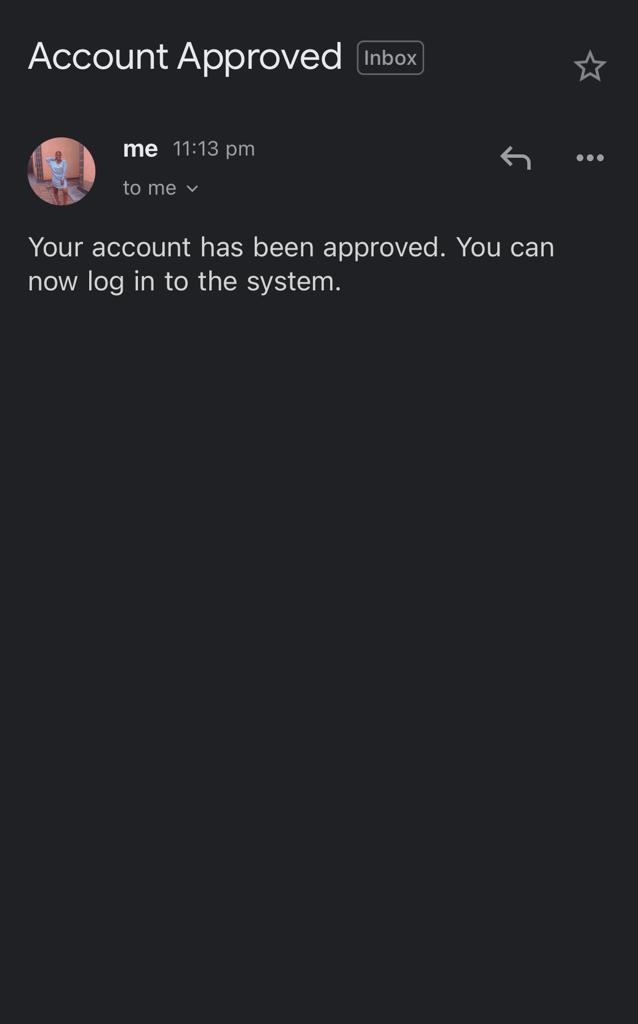 Account Approved Inbox
me 11:13 pm
to me
Your account has been approved. You can
now log in to the system.